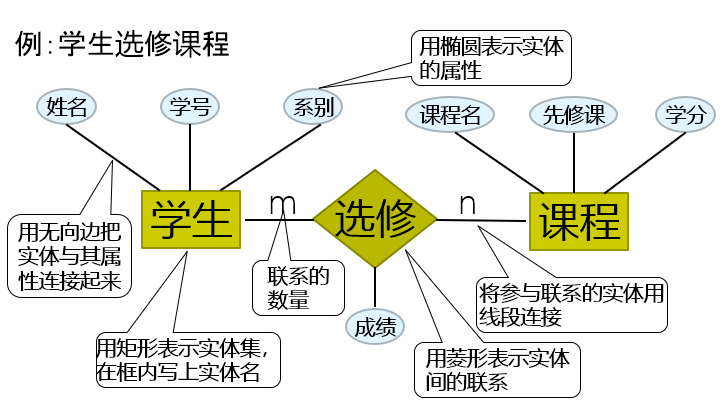 例:学生选修课程
用椭圆表示实体
的属性
姓名
学号
系别
课程名
先修课
学分
学生
m
选修
n
课程
用无向边把
实体与其属
性连接起来
联系的
数量
将参与联系的实体用
线段连接
成绩
用矩形表示实体集,
在框内写上实体名
用菱形表示实体
间的联系